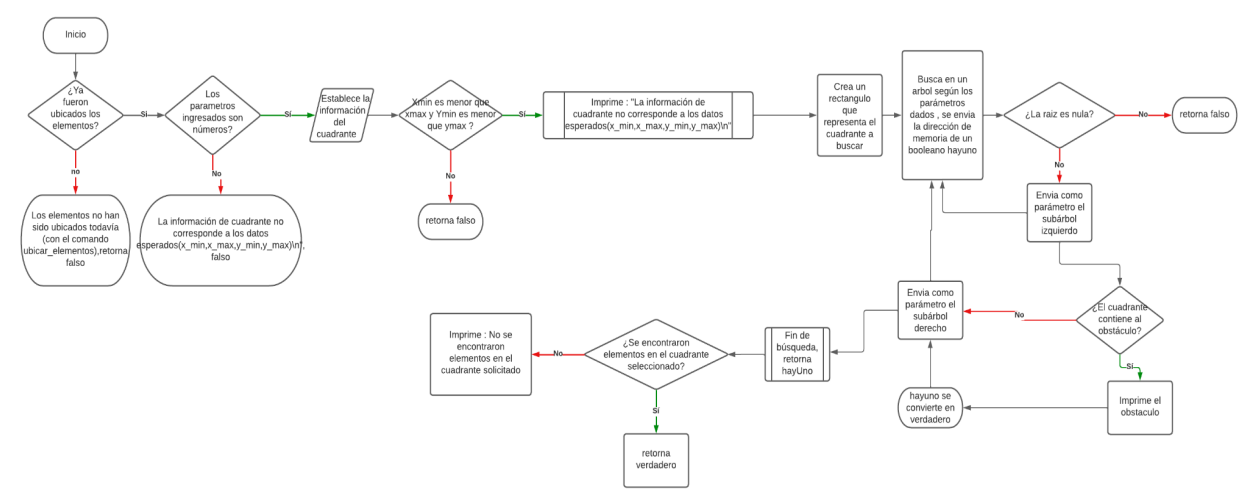 Inicio
¿Ya
fueron
ubicados los
elementos?
Sí
no
Los elementos no han
sido ubicados todavía
(con el comando
ubicar_elementos),retorna
falso
Los
parametros
ingresados son
números?
Sí
No
La información de cuadrante no
corresponde a los datos
esperados(x_min,x_max,y_min,y_max)\n",
falso
Establece la
información
del
cuadrante
Xmin es menor que
xmax y Ymin es menor
que ymax ?
Sí
No
retorna falso
Imprime : "La información de
cuadrante no corresponde a los datos
esperados(x_min,x_max,y_min,y_max)\n"
Crea un
rectangulo
que
representa el
cuadrante a
buscar
Busca en un
arbol según los
parámetros
dados , se envia
la dirección de
memoria de un
booleano hayuno
¿La raiz es nula?
No
retorna falso
No
Envia como
parámetro el
subárbol
izquierdo
¿El cuadrante
contiene al
obstáculo?
No
Sí
Imprime el
obstaculo
hayuno se
convierte en
verdadero
Envia como
parámetro el
subárbol
derecho
Fin de
búsqueda,
retorna
hayUno
¿Se encontraron
elementos en el cuadrante
seleccionado?
No
Imprime : No se
encontraron
elementos en el
cuadrante solicitado
Sí
retorna
verdadero